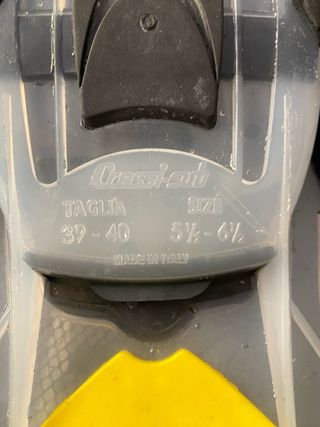 Cressi-sub
TAGLIA SIZE
39 - 40 5½ - 6½
MADE IN ITALY